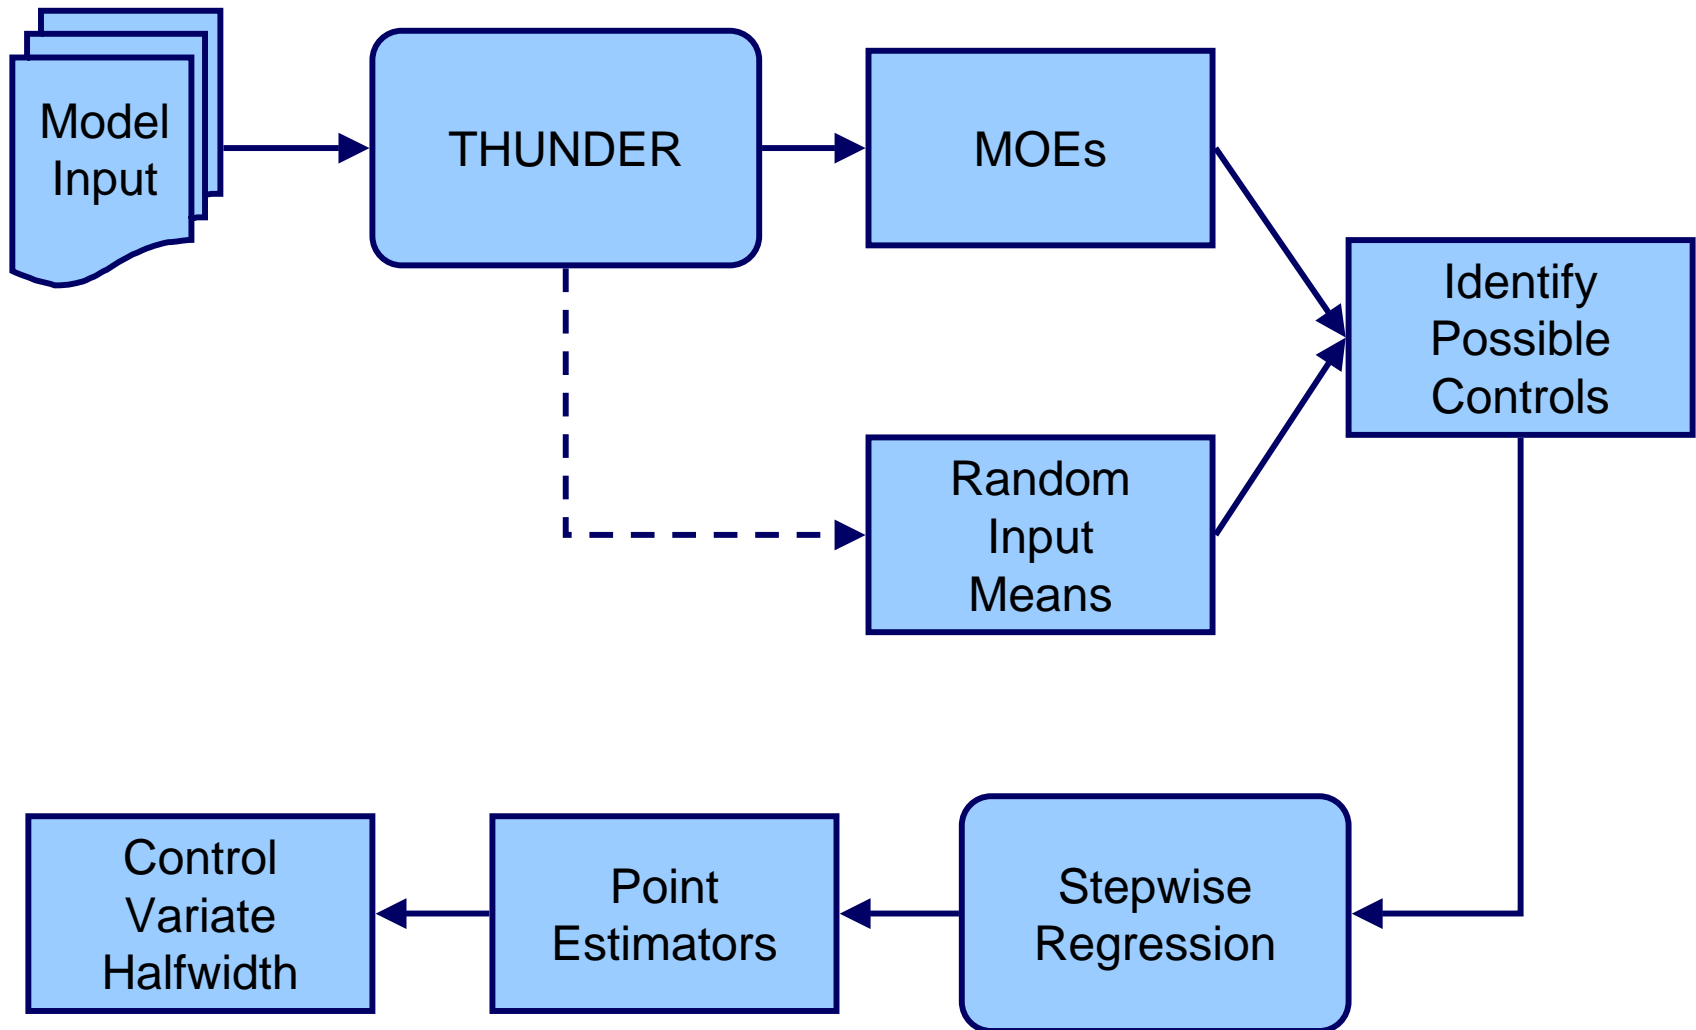 Model
Input
THUNDER
MOEs
Identify
Possible
Controls
Random
Input
Means
Control
Variate
Halfwidth
Point
Estimators
Stepwise
Regression